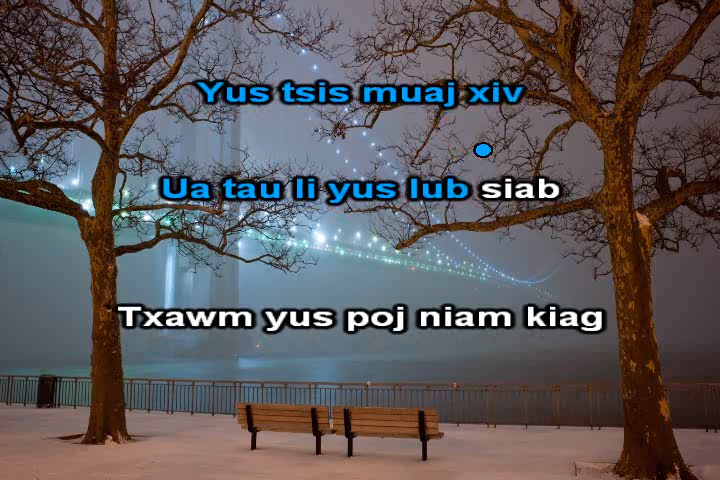 Yus tsis muaj xiv
Ua tau li yus lub siab
Txawm yus poj niam kiag